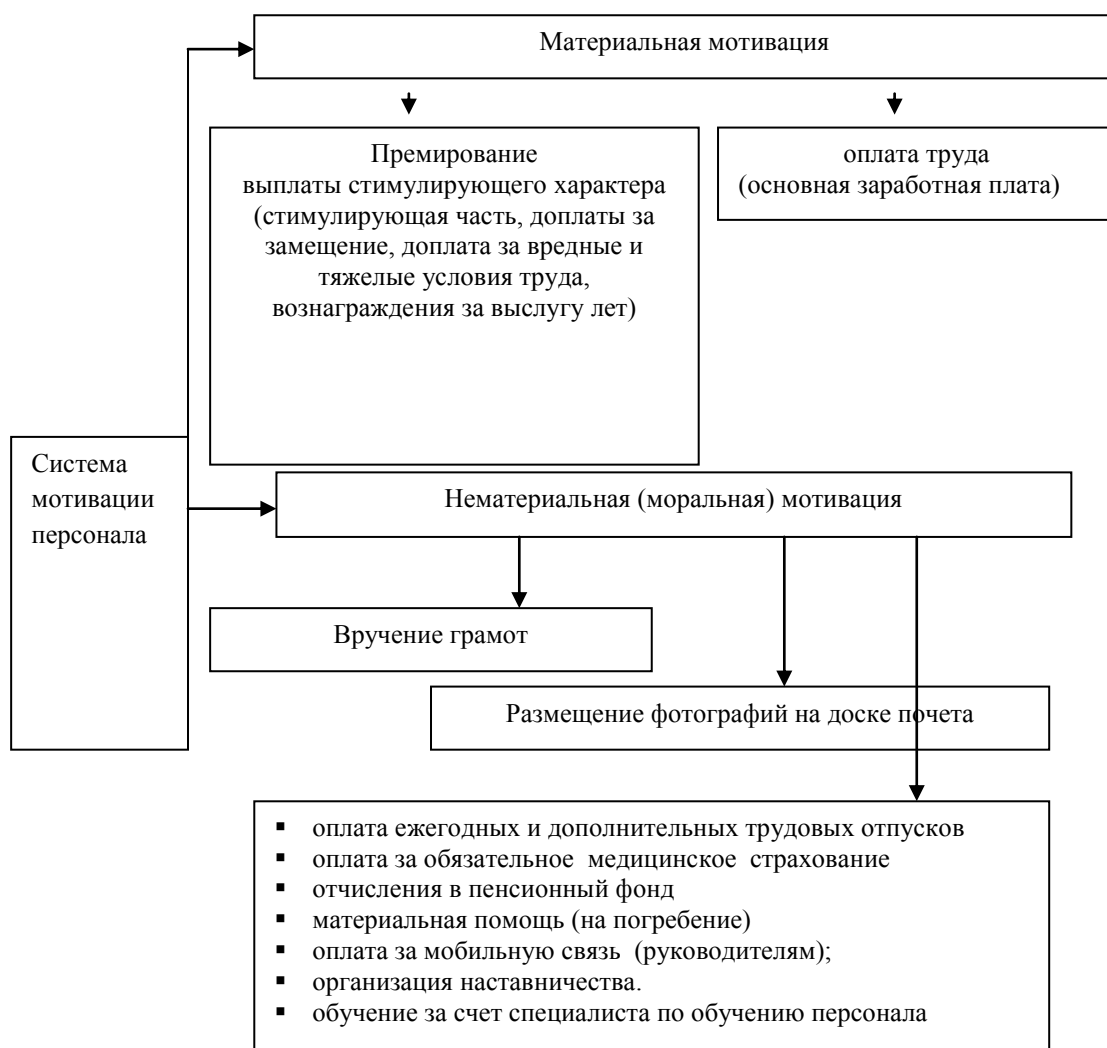 Материальная мотивация
Премирование
выплаты стимулирующего характера
(стимулирующая часть, доплаты за
замещение, доплата за вредные и
тяжелые условия труда,
вознаграждения за выслугу лет)
оплата труда
(основная заработная плата)
Система
мотивации
персонала
Нематериальная (моральная) мотивация
Вручение грамот
Размещение фотографий на доске почета
▪ оплата ежегодных и дополнительных трудовых отпусков
▪ оплата за обязательное медицинское страхование
▪ отчисления в пенсионный фонд
▪ материальная помощь (на погребение)
▪ оплата за мобильную связь (руководителям);
▪ организация наставничества.
▪ обучение за счет специалиста по обучению персонала